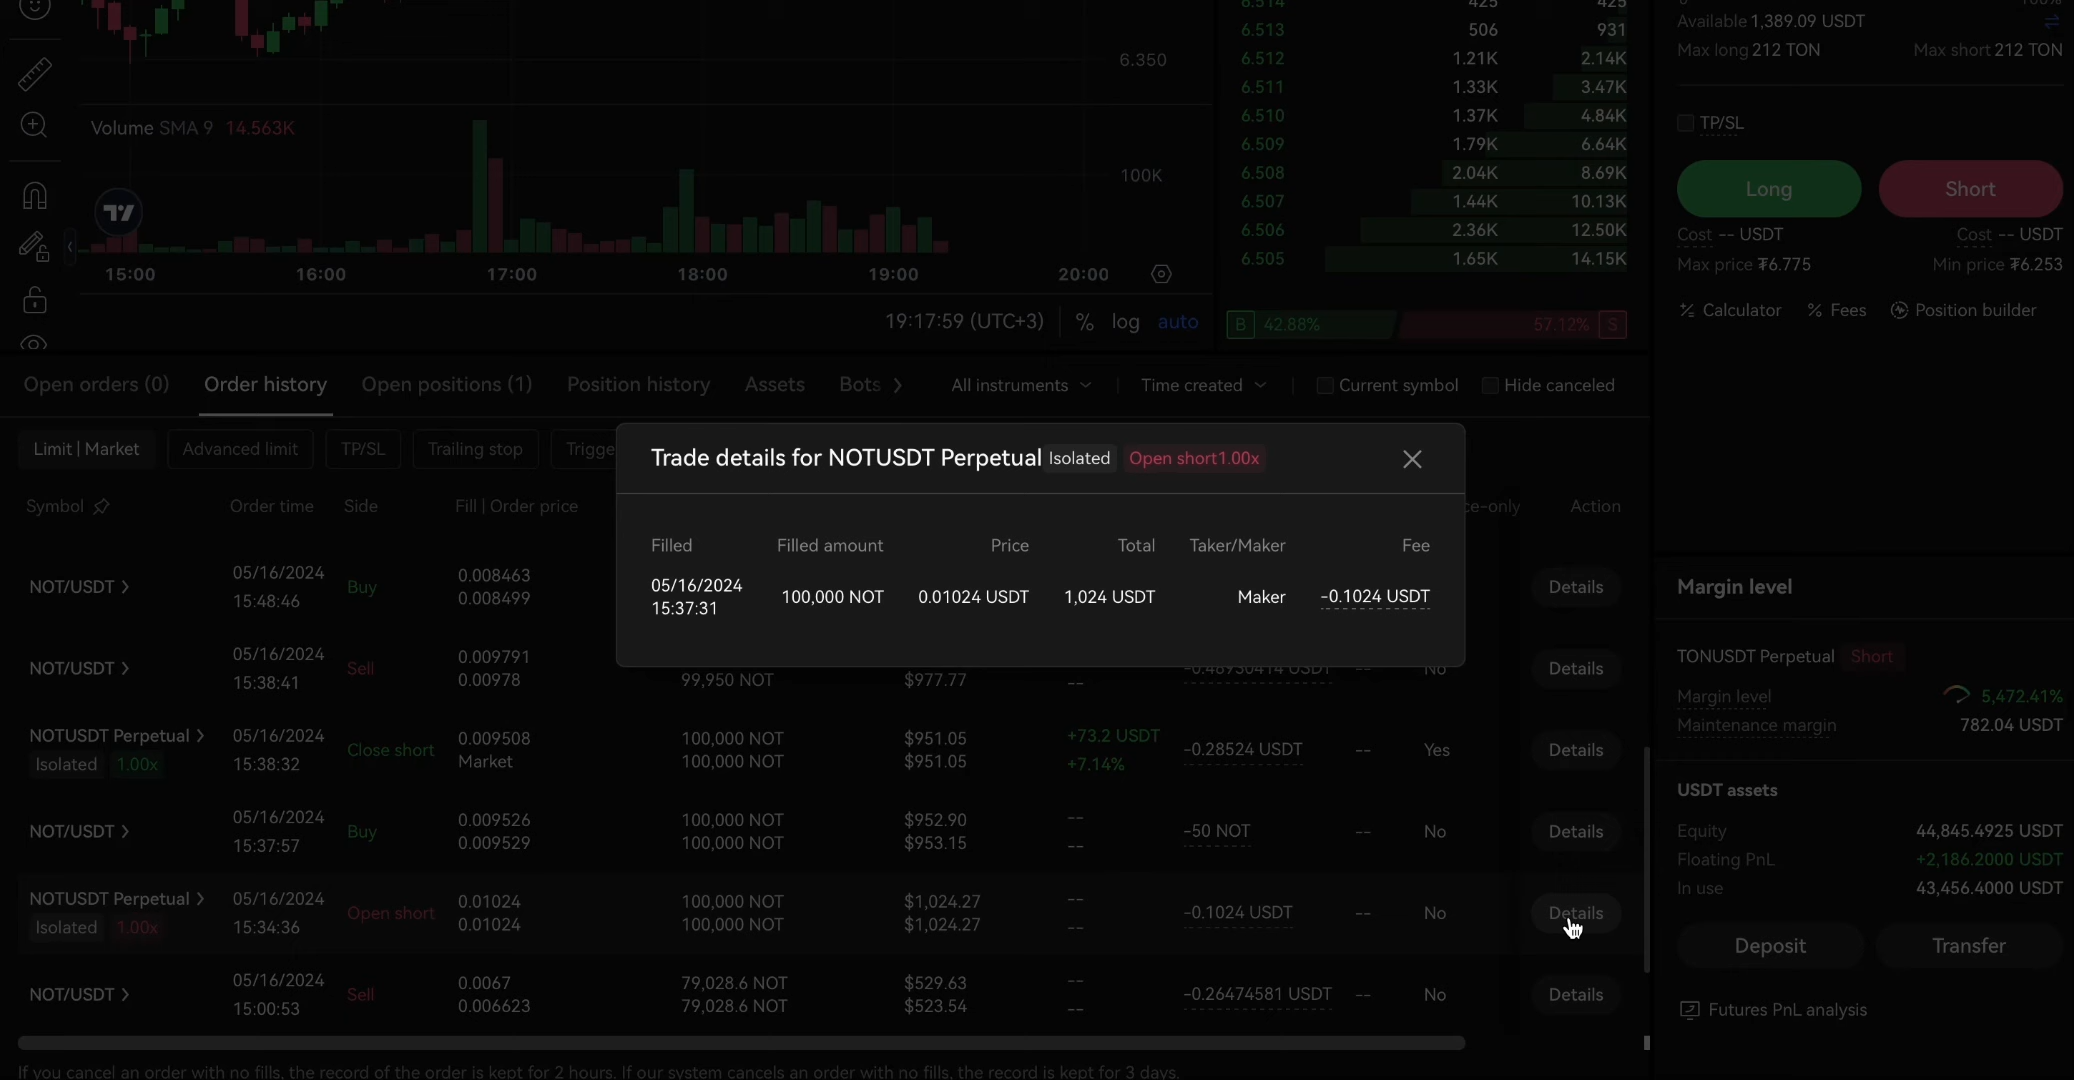 6.514 425 425
6.513 506 931
6.512 1.21K 2.14K
6.511 1.33K 3.47K
6.510 1.37K 4.84K
6.509 1.79K 6.64K
6.508 2.04K 8.69K
6.507 1.44K 10.13K
6.506 2.36K 12.50K
6.505 1.65K 14.15K
B 42.88% 57.12% S
6.350
Volume SMA 9 14.563K
100K
15:00 16:00 17:00 18:00 19:00 20:00
19:17:59 (UTC+3) % log auto
0 100%
Available 1,389.09 USDT
Max long 212 TON Max short 212 TON
TP/SL
Long Short
Cost -- USDT Cost -- USDT
Max price ₮6.775 Min price ₮6.253
Calculator Fees Position builder
Open orders (0) Order history Open positions (1) Position history Assets Bots All instruments Time created Current symbol Hide canceled
Limit | Market Advanced limit TP/SL Trailing stop Trigge
Symbol Order time Side Fill | Order price ce-only Action
Trade details for NOTUSDT Perpetual Isolated Open short1.00x
Filled Filled amount Price Total Taker/Maker Fee
05/16/2024
15:37:31
100,000 NOT 0.01024 USDT 1,024 USDT Maker -0.1024 USDT
NOT/USDT > 05/16/2024 Buy 0.008463 Details
15:48:46 0.008499
NOT/USDT > 05/16/2024 Sell 0.009791 -0.48930414 USDT -- No Details
15:38:41 0.00978 99,950 NOT $977.77 --
NOTUSDT Perpetual > 05/16/2024 Close short 0.009508 100,000 NOT $951.05 +73.2 USDT -0.28524 USDT -- Yes Details
Isolated 1.00x 15:38:32 Market 100,000 NOT $951.05 +7.14%
NOT/USDT > 05/16/2024 Buy 0.009526 100,000 NOT $952.90 -- -50 NOT -- No Details
15:37:57 0.009529 100,000 NOT $953.15 --
NOTUSDT Perpetual > 05/16/2024 Open short 0.01024 100,000 NOT $1,024.27 -- -0.1024 USDT -- No Details
Isolated 1.00x 15:34:36 0.01024 100,000 NOT $1,024.27 --
NOT/USDT > 05/16/2024 Sell 0.0067 79,028.6 NOT $529.63 -- -0.26474581 USDT -- No Details
15:00:53 0.006623 79,028.6 NOT $523.54 --
If you cancel an order with no fills, the record of the order is kept for 2 hours. If our system cancels an order with no fills, the record is kept for 3 days.
Margin level
TONUSDT Perpetual Short
Margin level 5,472.41%
Maintenance margin 782.04 USDT
USDT assets
Equity 44,845.4925 USDT
Floating PnL +2,186.2000 USDT
In use 43,456.4000 USDT
Deposit Transfer
Futures PnL analysis